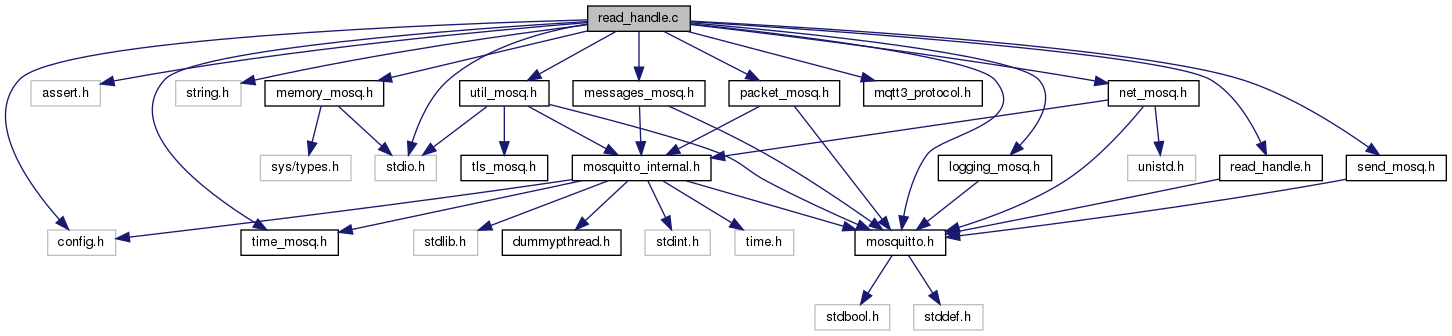 read_handle.c
assert.h
string.h
memory_mosq.h
util_mosq.h
messages_mosq.h
packet_mosq.h
mqtt3_protocol.h
net_mosq.h
sys/types.h
stdio.h
tls_mosq.h
mosquitto_internal.h
logging_mosq.h
unistd.h
read_handle.h
send_mosq.h
config.h
time_mosq.h
stdlib.h
dummypthread.h
stdint.h
time.h
mosquitto.h
stdbool.h
stddef.h